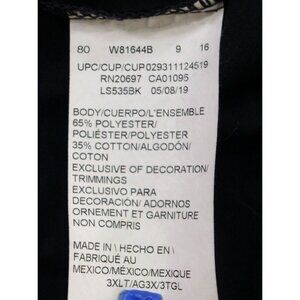 80 W81644B 9 16
UPC/CUP/CUP029311124519
RN20697 CA01096
LS535BK 05/08/19
BODY/CUERPO/L'ENSEMBLE
65% POLYESTER/
POLIÉSTER/POLYESTER
35% COTTON/ALGODÓN/
COTON
EXCLUSIVE OF DECORATION/
TRIMMINGS
EXCLUSIVO PARA
DECORACIÓN/ ADORNOS
ORNEMENT ET GARNITURE
NON COMPRIS
MADE IN \ HECHO EN \
FABRIQUÉ AU
MEXICO/MÉXICO/MEXIQUE
3XLT/AG3X/3TGL